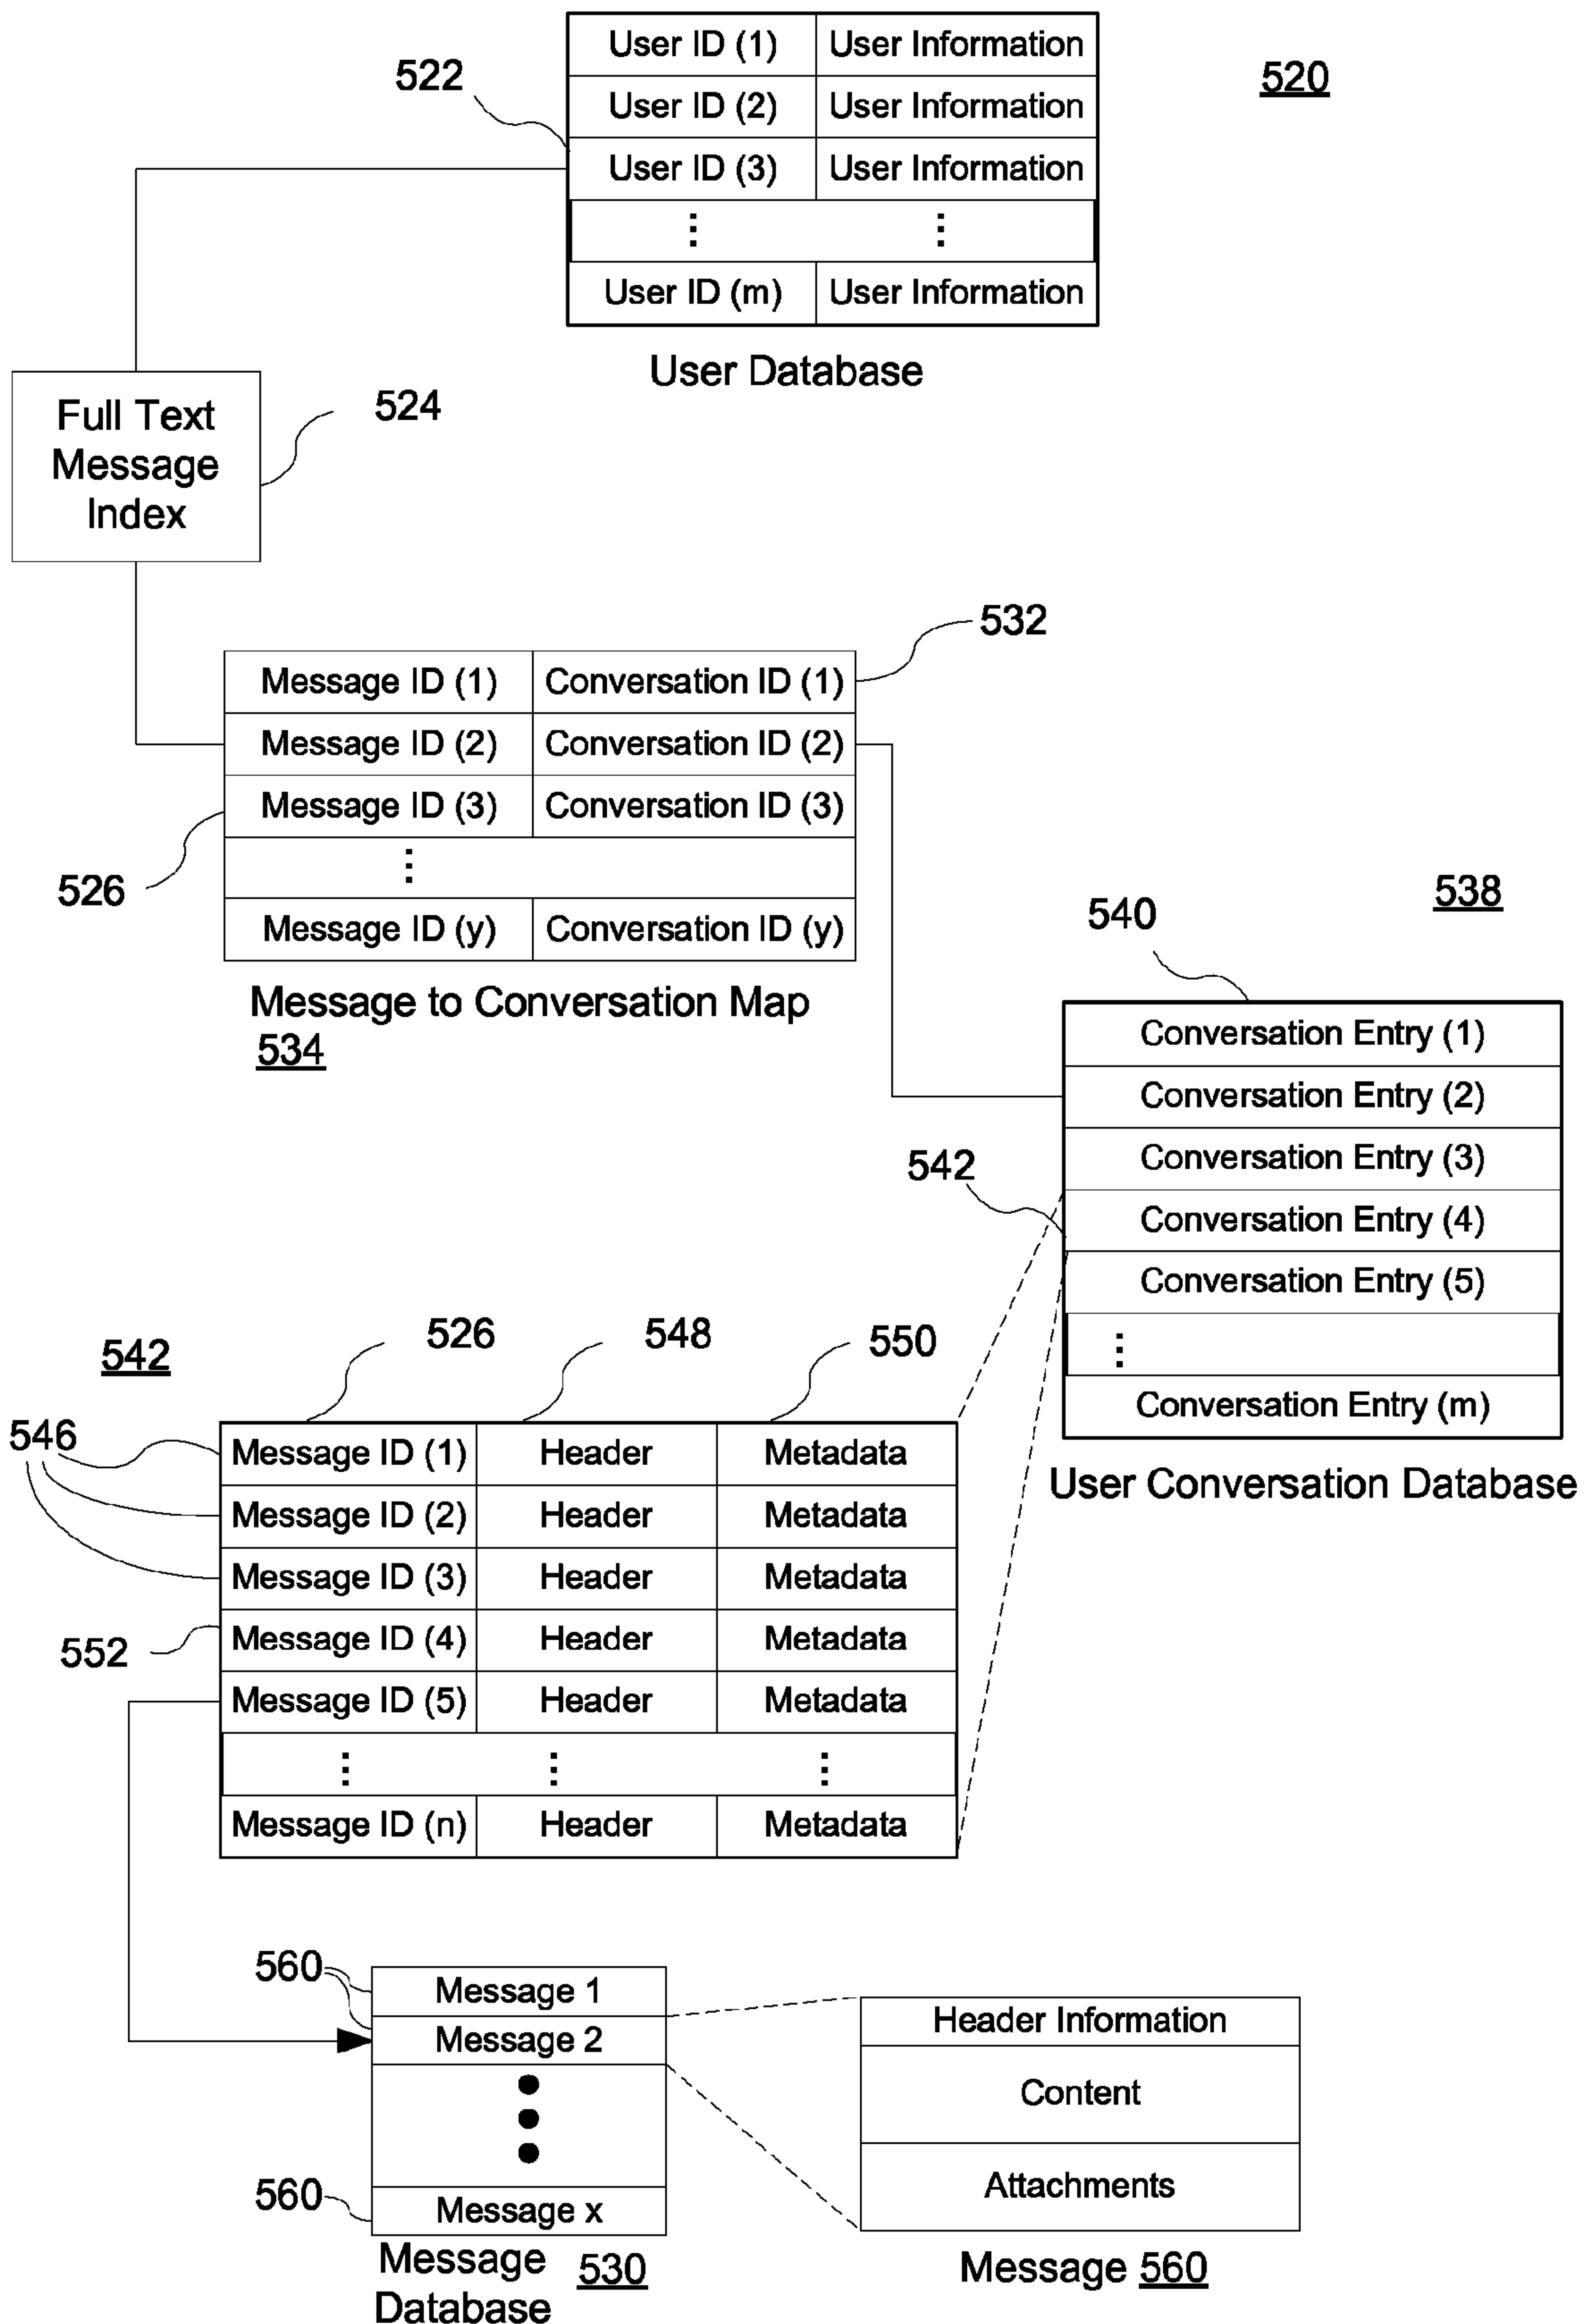 User ID (1) User Information
522
520
User ID (2) User Information
User ID (3) User Information
⋮ ⋮
User ID (m) User Information
User Database
Full Text
Message
Index
524
532
Message ID (1) Conversation ID (1)
Message ID (2) Conversation ID (2)
Message ID (3) Conversation ID (3)
526
⋮
Message ID (y) Conversation ID (y)
Message to Conversation Map
534
538
540
Conversation Entry (1)
Conversation Entry (2)
Conversation Entry (3)
542
Conversation Entry (4)
Conversation Entry (5)
⋮
Conversation Entry (m)
User Conversation Database
542
526 548 550
546
Message ID (1) Header Metadata
Message ID (2) Header Metadata
Message ID (3) Header Metadata
552
Message ID (4) Header Metadata
Message ID (5) Header Metadata
⋮ ⋮ ⋮
Message ID (n) Header Metadata
560
Message 1
Message 2
560
Message x
Message
Database
530
Header Information
Content
Attachments
Message 560